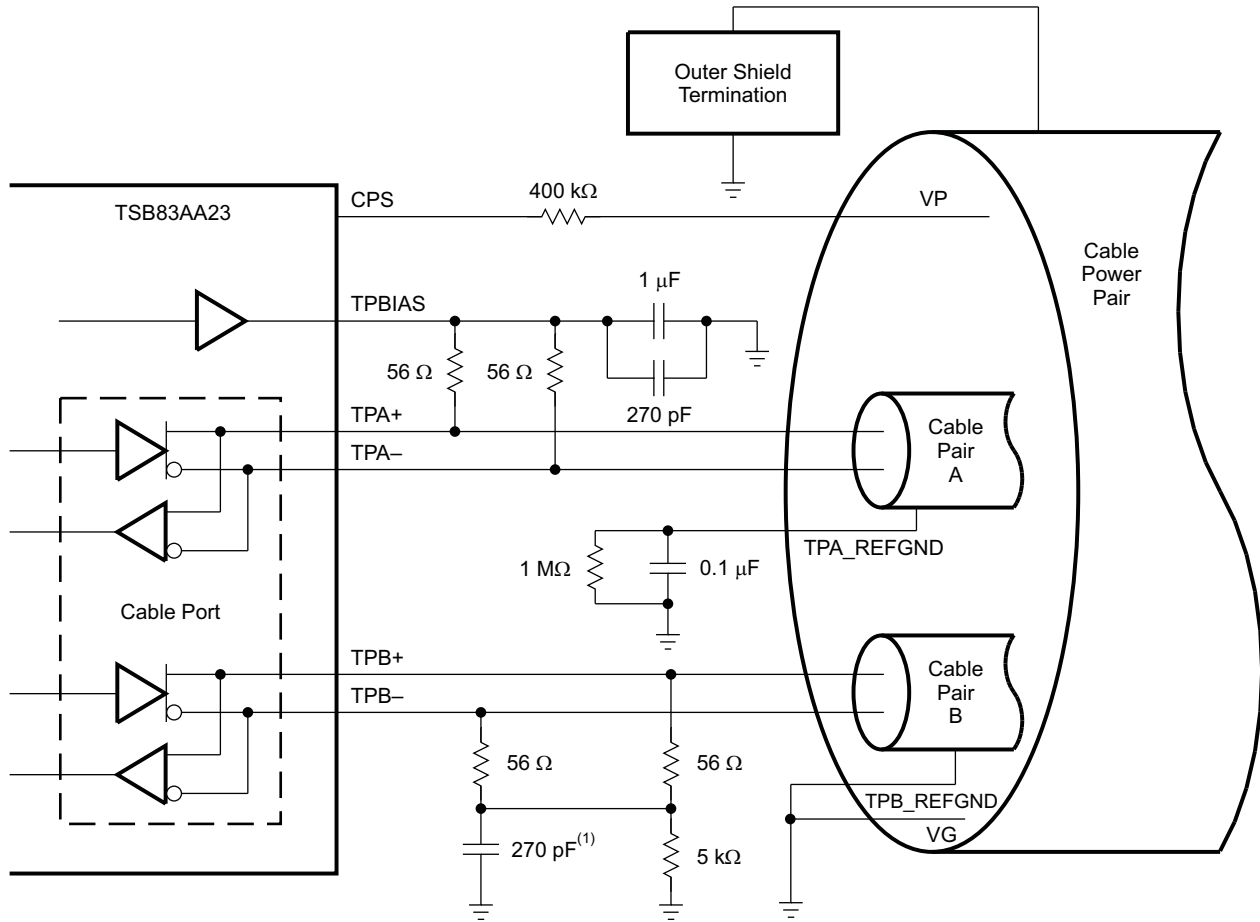 Outer Shield
Termination
TSB83AA23
CPS
400 kΩ
VP
Cable
Power
Pair
TPBIAS
1 μF
56 Ω
56 Ω
270 pF
TPA+
TPA–
Cable
Pair
A
TPA_REFGND
1 MΩ
0.1 μF
Cable Port
TPB+
TPB–
Cable
Pair
B
56 Ω
56 Ω
TPB_REFGND
VG
270 pF(1)
5 kΩ